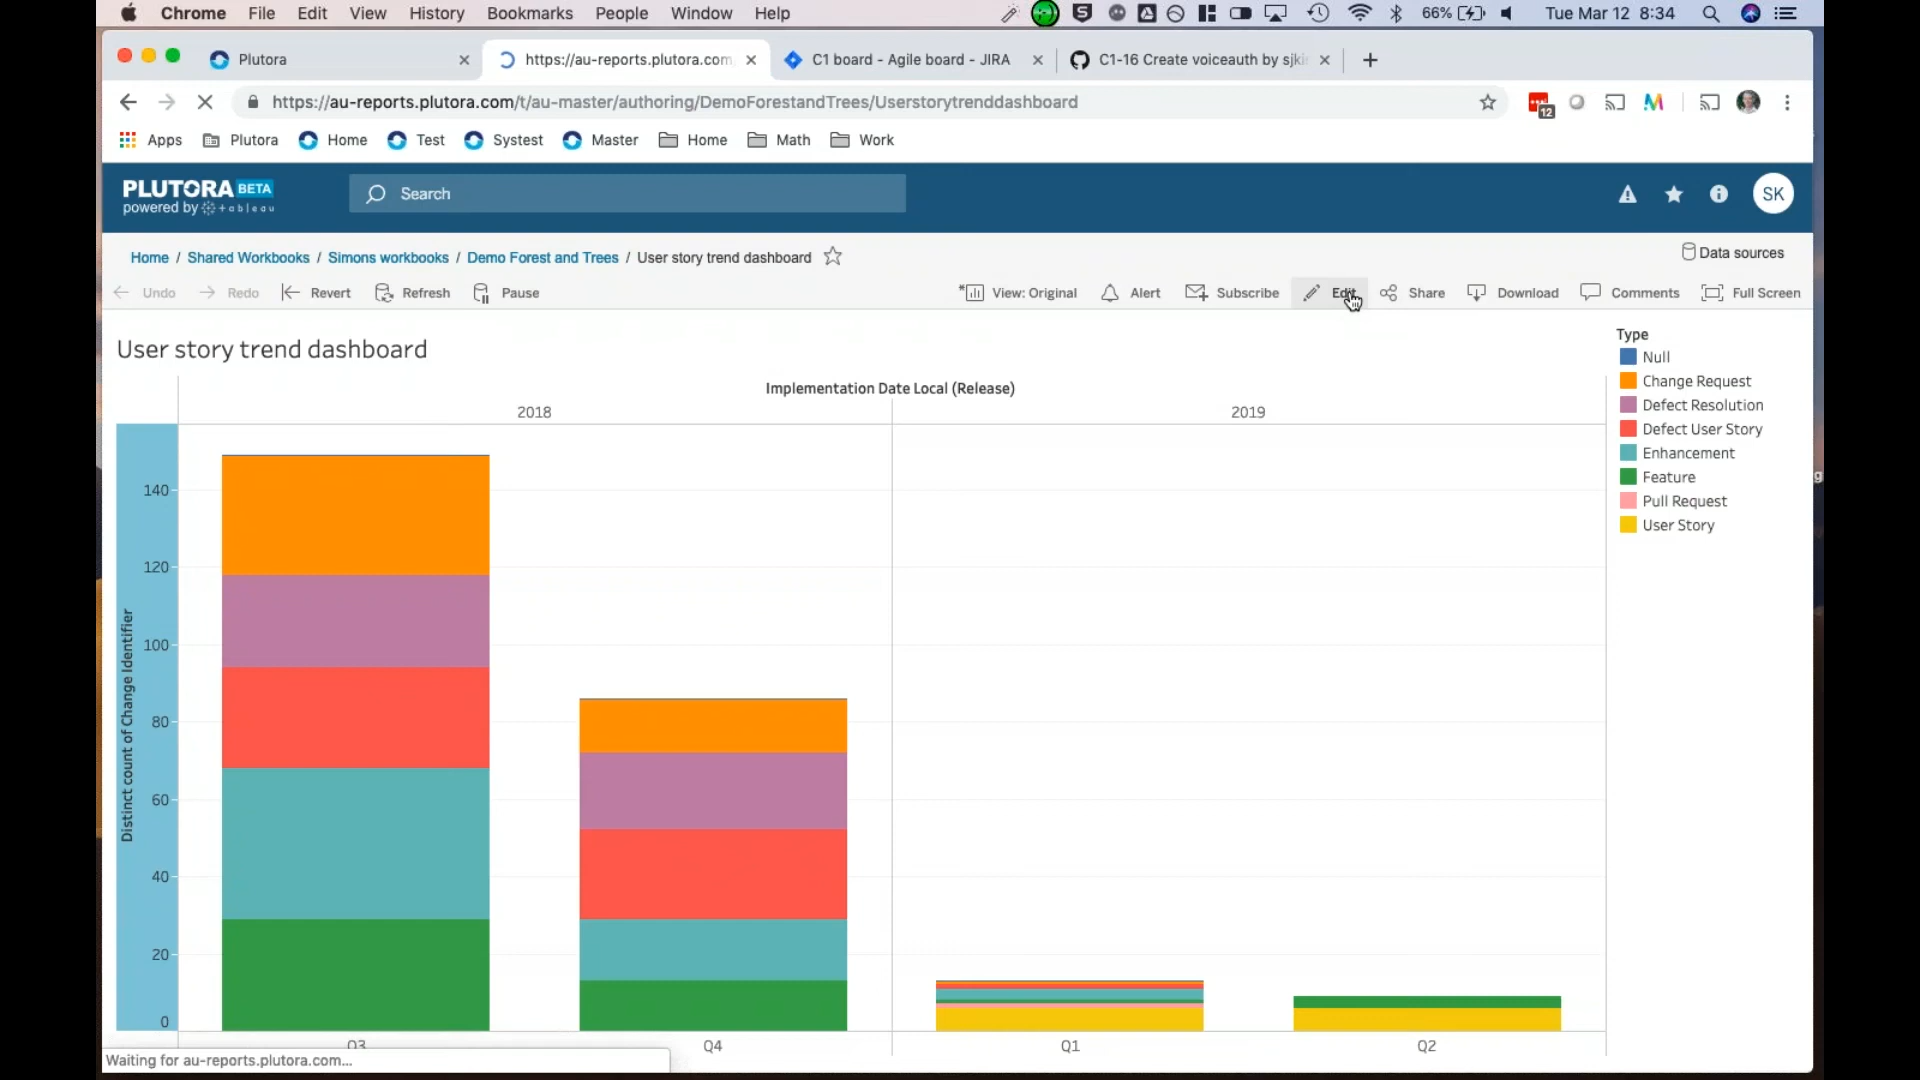 Chrome File Edit View History Bookmarks People Window Help 66% Tue Mar 12 8:34
Plutora https://au-reports.plutora.com, C1 board - Agile board - JIRA C1-16 Create voiceauth by sjki
https://au-reports.plutora.com/t/au-master/authoring/DemoForestandTrees/Userstorytrenddashboard 12
Apps Plutora Home Test Systest Master Home Math Work
PLUTORA BETA
powered by +ableau
Search
SK
Home / Shared Workbooks / Simons workbooks / Demo Forest and Trees / User story trend dashboard
Data sources
Undo Redo Revert Refresh Pause View: Original Alert Subscribe Edit Share Download Comments Full Screen
User story trend dashboard
Implementation Date Local (Release)
2018 2019
Distinct count of Change Identifier
140
120
100
80
60
40
20
0
Q3 Q4 Q1 Q2
Type
Null
Change Request
Defect Resolution
Defect User Story
Enhancement
Feature
Pull Request
User Story
Waiting for au-reports.plutora.com...